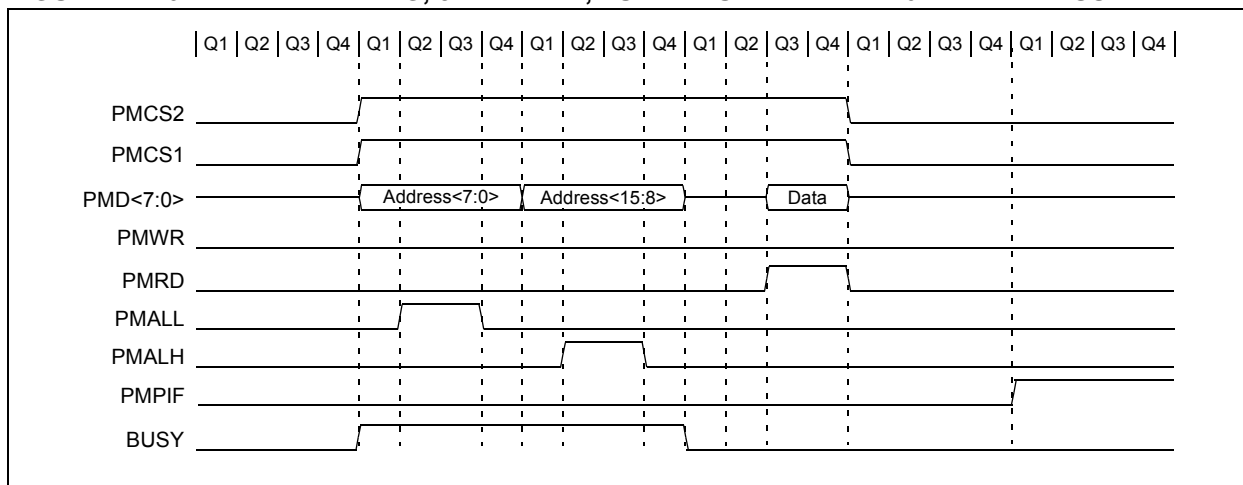 Q1 Q2 Q3 Q4 Q1 Q2 Q3 Q4 Q1 Q2 Q3 Q4 Q1 Q2 Q3 Q4 Q1 Q2 Q3 Q4 Q1 Q2 Q3 Q4
PMCS2
PMCS1
PMD<7:0> Address<7:0> Address<15:8> Data
PMWR
PMRD
PMALL
PMALH
PMPIF
BUSY